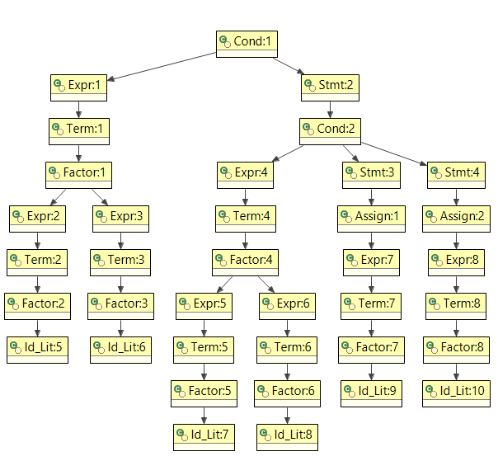 Cond:1
Expr:1 Stmt:2
Term:1 Cond:2
Factor:1 Expr:4 Stmt:3 Stmt:4
Expr:2 Expr:3 Term:4 Assign:1 Assign:2
Term:2 Term:3 Factor:4 Expr:7 Expr:8
Factor:2 Factor:3 Expr:5 Expr:6 Term:7 Term:8
Id_Lit:5 Id_Lit:6 Term:5 Term:6 Factor:7 Factor:8
Factor:5 Factor:6 Id_Lit:9 Id_Lit:10
Id_Lit:7 Id_Lit:8